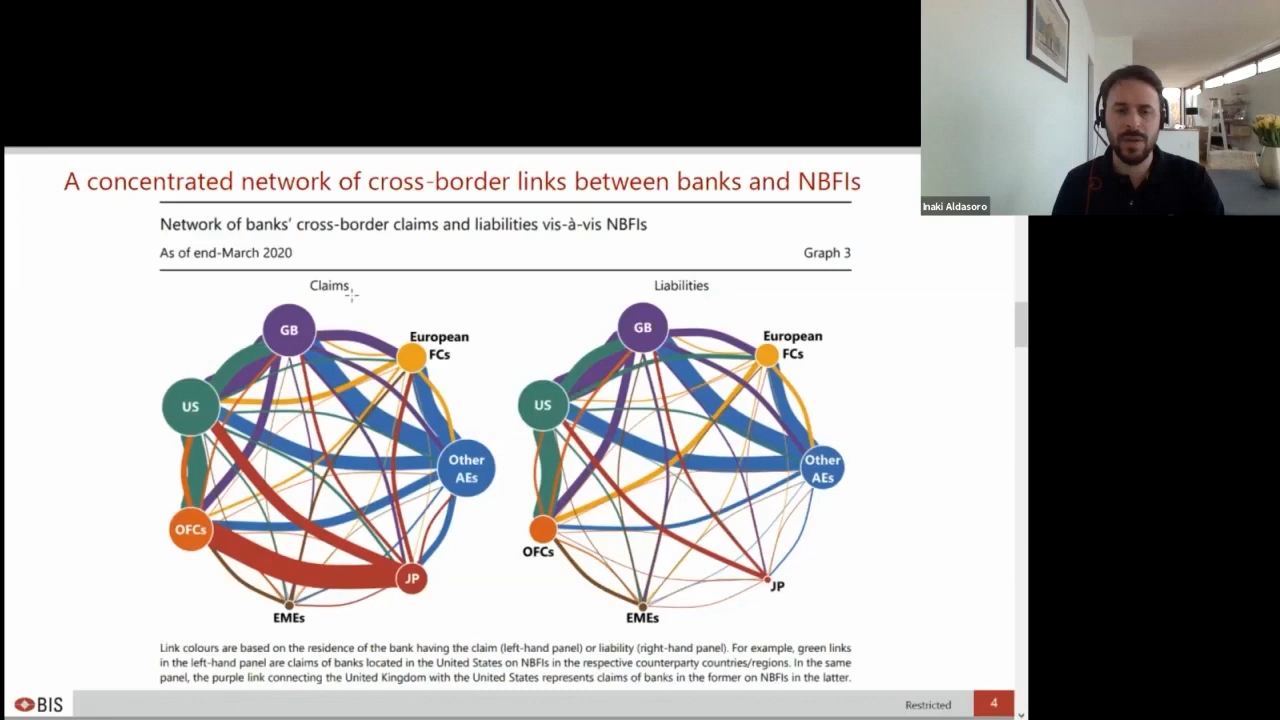 Inaki Aldasoro
A concentrated network of cross-border links between banks and NBFIs
Network of banks' cross-border claims and liabilities vis-à-vis NBFIs
As of end-March 2020
Graph 3
Claims
GB
European
FCs
US
Other
AEs
OFCs
JP
EMEs
Liabilities
GB
European
FCs
US
Other
AEs
OFCs
JP
EMEs
Link colours are based on the residence of the bank having the claim (left-hand panel) or liability (right-hand panel). For example, green links
in the left-hand panel are claims of banks located in the United States on NBFIs in the respective counterparty countries/regions. In the same
panel, the purple link connecting the United Kingdom with the United States represents claims of banks in the former on NBFIs in the latter.
BIS
Restricted
4